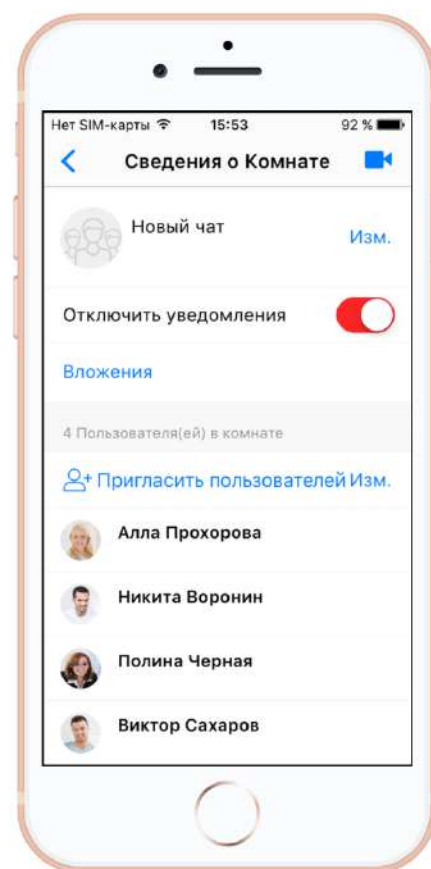 Нет SIM-карты 15:53 92 %
Сведения о Комнате
Новый чат
Изм.
Отключить уведомления
Вложения
4 Пользователя(ей) в комнате
Пригласить пользователей Изм.
Алла Прохорова
Никита Воронин
Полина Черная
Виктор Сахаров